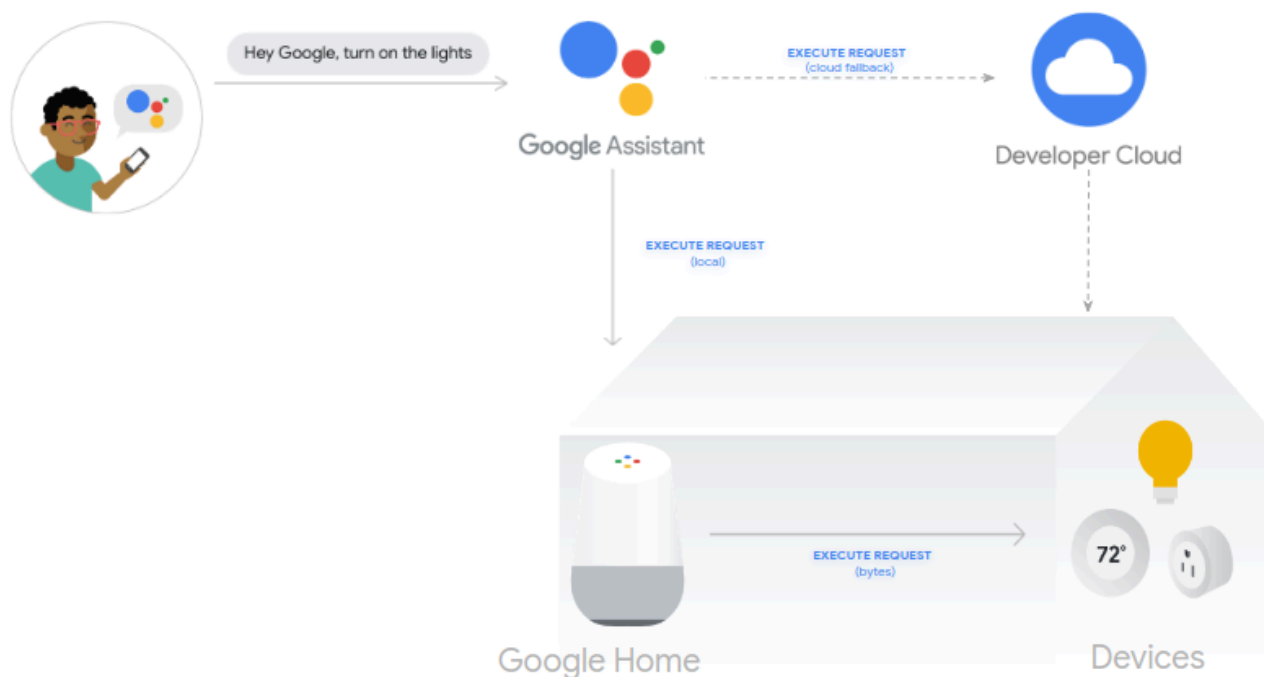 Hey Google, turn on the lights
EXECUTE REQUEST
(cloud fallback)
Google Assistant
Developer Cloud
EXECUTE REQUEST
(local)
72°
EXECUTE REQUEST
(bytes)
Google Home
Devices